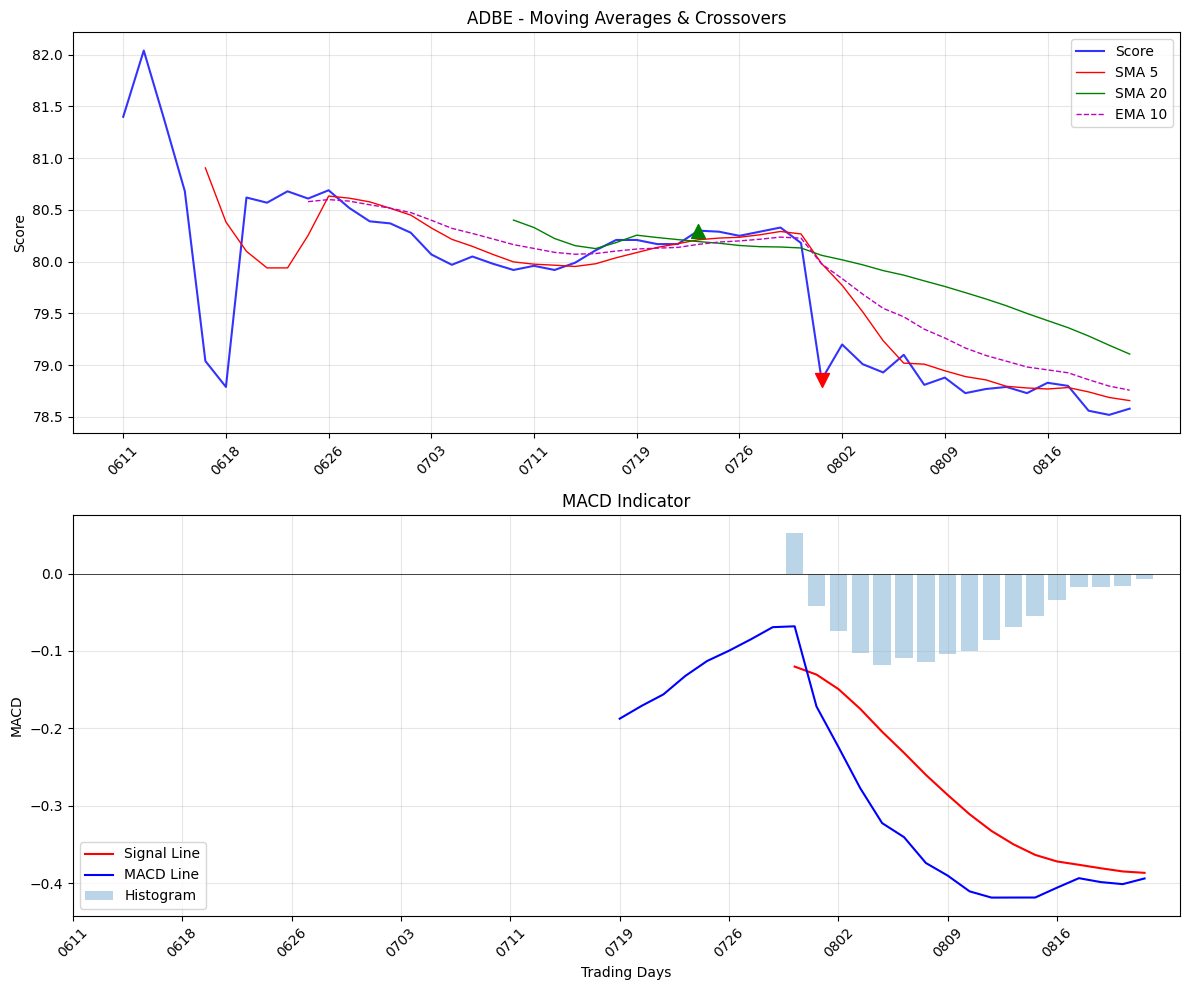 ADBE - Moving Averages & Crossovers
82.0
81.5
81.0
80.5
80.0
79.5
79.0
78.5
Score
Score
SMA 5
SMA 20
EMA 10
0611
0618
0626
0703
0711
0719
0726
0802
0809
0816
MACD Indicator
0.0
−0.1
−0.2
−0.3
−0.4
MACD
Signal Line
MACD Line
Histogram
0611
0618
0626
0703
0711
0719
0726
0802
0809
0816
Trading Days